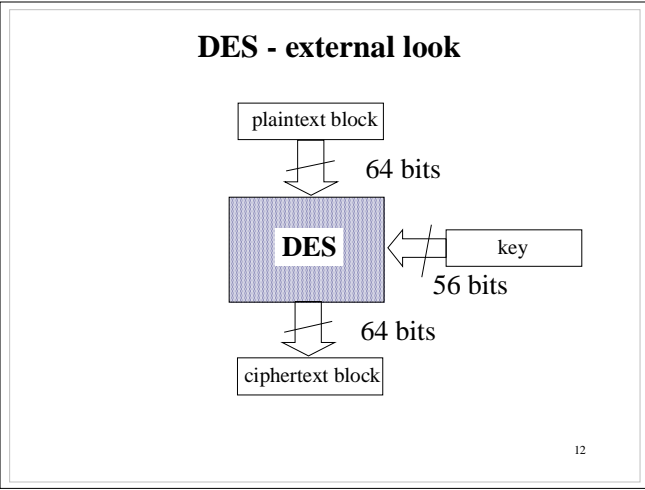 DES - external look
plaintext block
64 bits
DES
key
56 bits
64 bits
ciphertext block
12